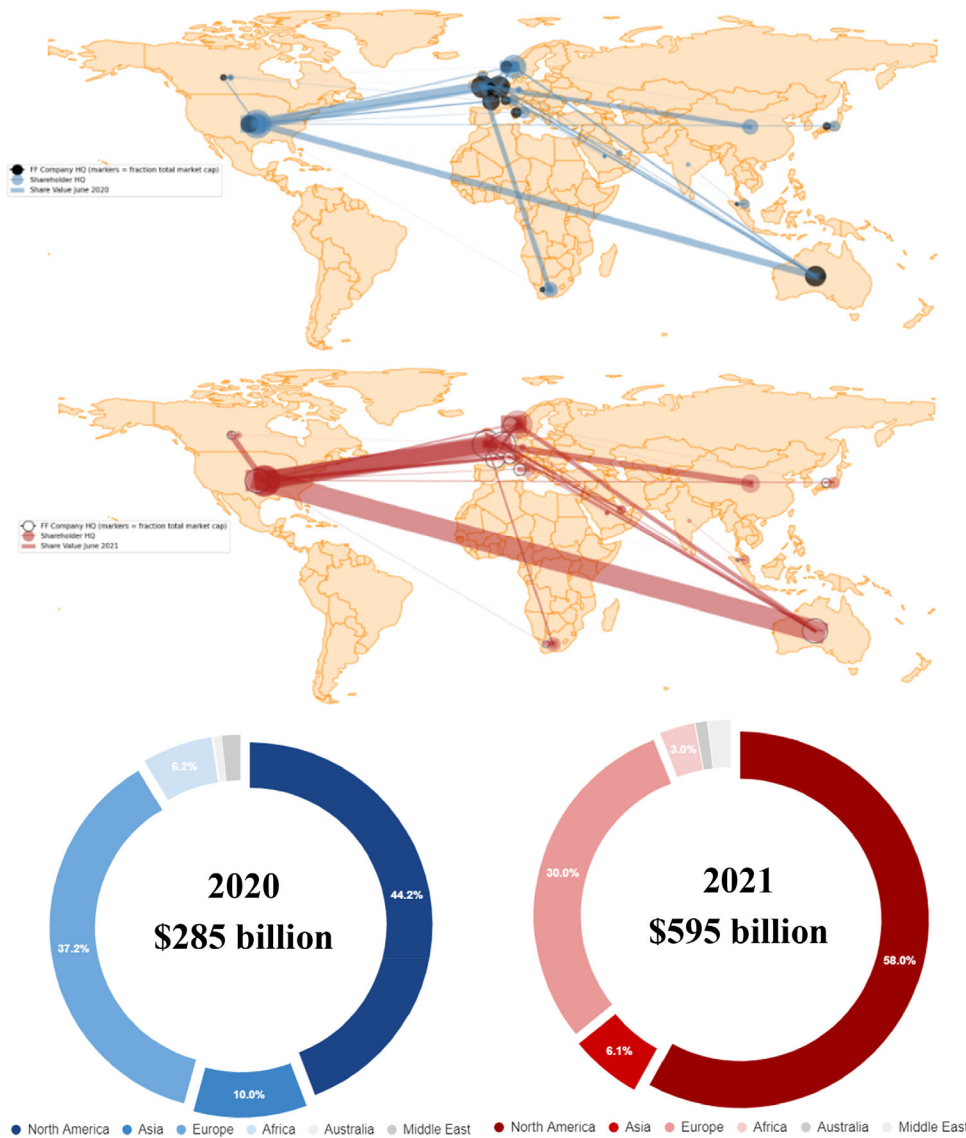 FF Company HQ (markers = fraction total market cap)
Shareholder HQ
Share Value June 2020
FF Company HQ (markers = fraction total market cap)
Shareholder HQ
Share Value June 2021
6.2%
44.2%
37.2%
10.0%
2020
$285 billion
3.0%
30.0%
58.0%
6.1%
2021
$595 billion
North America Asia Europe Africa Australia Middle East
North America Asia Europe Africa Australia Middle East